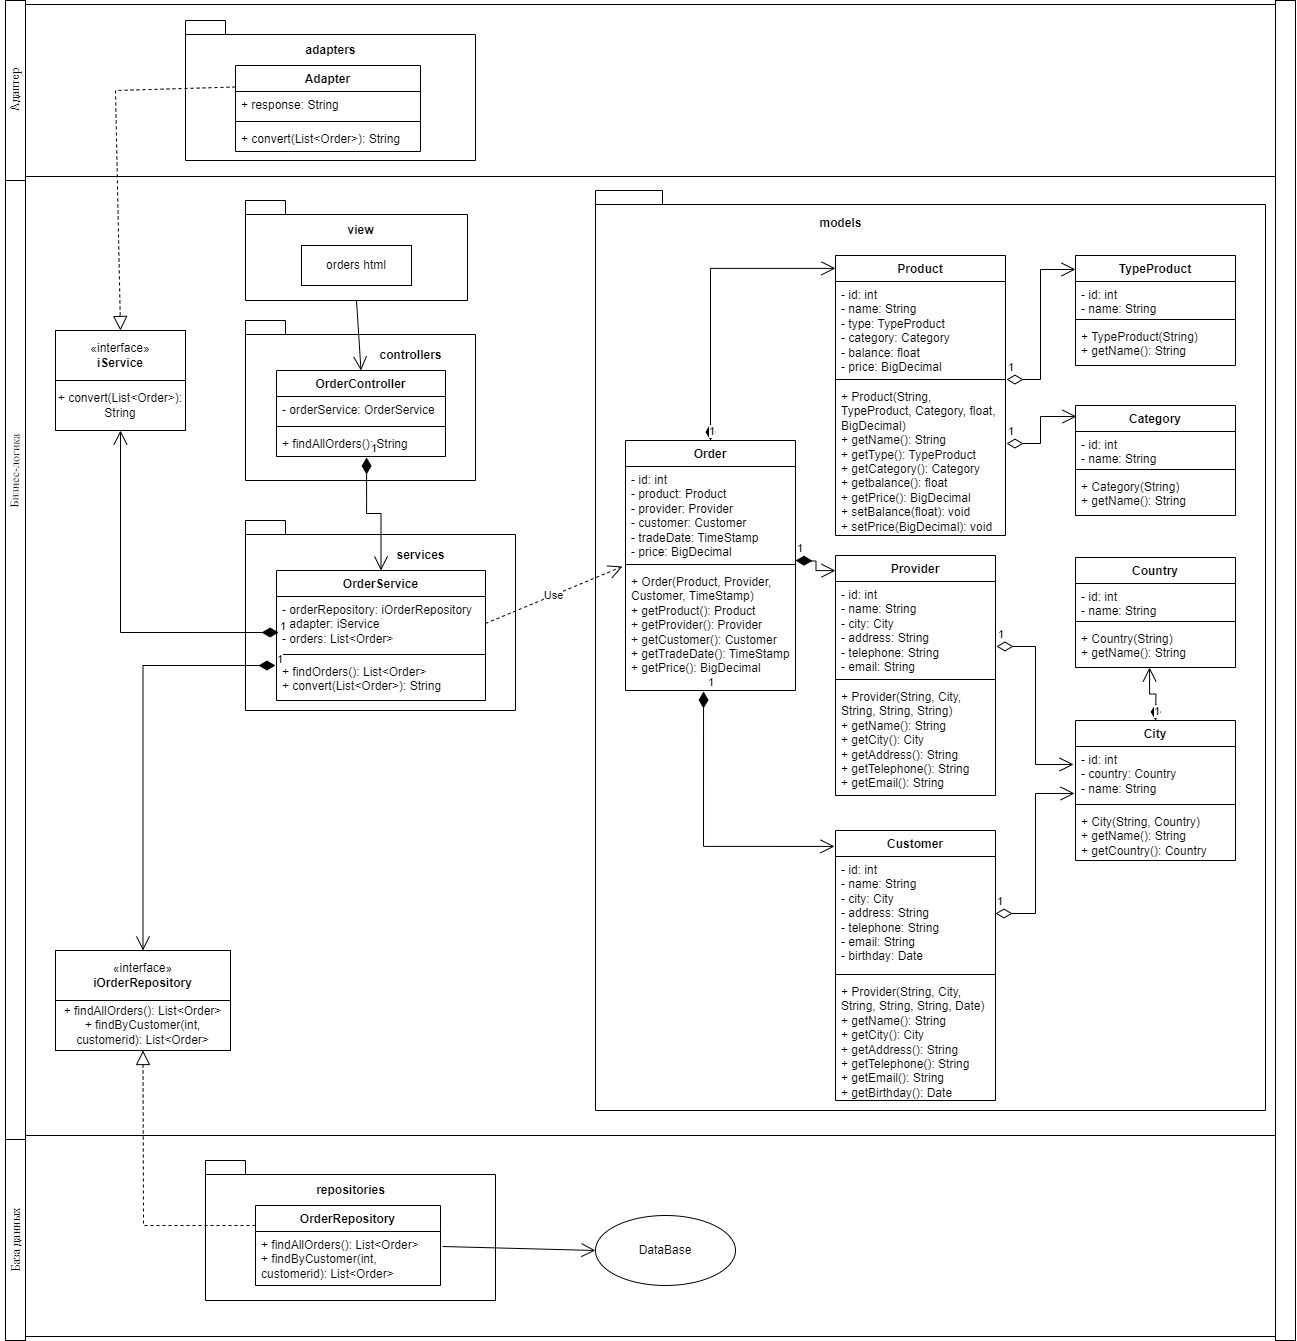 Адаптер
adapters
Adapter
+ response: String
+ convert(List<Order>): String
Бизнес-логика
view
orders html
«interface»
iService
+ convert(List<Order>):
String
controllers
OrderController
- orderService: OrderService
+ findAllOrders(): String
1
services
OrderService
- orderRepository: iOrderRepository
adapter: iService
- orders: List<Order>
1
1
+ findOrders(): List<Order>
+ convert(List<Order>): String
Use
«interface»
iOrderRepository
+ findAllOrders(): List<Order>
+ findByCustomer(int,
customerid): List<Order>
models
1
Order
- id: int
- product: Product
- provider: Provider
- customer: Customer
- tradeDate: TimeStamp
- price: BigDecimal
1
+ Order(Product, Provider,
Customer, TimeStamp)
+ getProduct(): Product
+ getProvider(): Provider
+ getCustomer(): Customer
+ getTradeDate(): TimeStamp
+ getPrice(): BigDecimal
1
Product
- id: int
- name: String
- type: TypeProduct
- category: Category
- balance: float
- price: BigDecimal
1
+ Product(String,
TypeProduct, Category, float,
BigDecimal)
+ getName(): String
+ getType(): TypeProduct
+ getCategory(): Category
+ getbalance(): float
+ getPrice(): BigDecimal
+ setBalance(float): void
+ setPrice(BigDecimal): void
1
TypeProduct
- id: int
- name: String
+ TypeProduct(String)
+ getName(): String
Category
- id: int
- name: String
+ Category(String)
+ getName(): String
Provider
- id: int
- name: String
- city: City
- address: String
- telephone: String
- email: String
1
+ Provider(String, City,
String, String, String)
+ getName(): String
+ getCity(): City
+ getAddress(): String
+ getTelephone(): String
+ getEmail(): String
Country
- id: int
- name: String
+ Country(String)
+ getName(): String
1
City
- id: int
- country: Country
- name: String
+ City(String, Country)
+ getName(): String
+ getCountry(): Country
Customer
- id: int
- name: String
- city: City
- address: String
- telephone: String
- email: String
- birthday: Date
1
+ Provider(String, City,
String, String, String, Date)
+ getName(): String
+ getCity(): City
+ getAddress(): String
+ getTelephone(): String
+ getEmail(): String
+ getBirthday(): Date
База данных
repositories
OrderRepository
+ findAllOrders(): List<Order>
+ findByCustomer(int,
customerid): List<Order>
DataBase